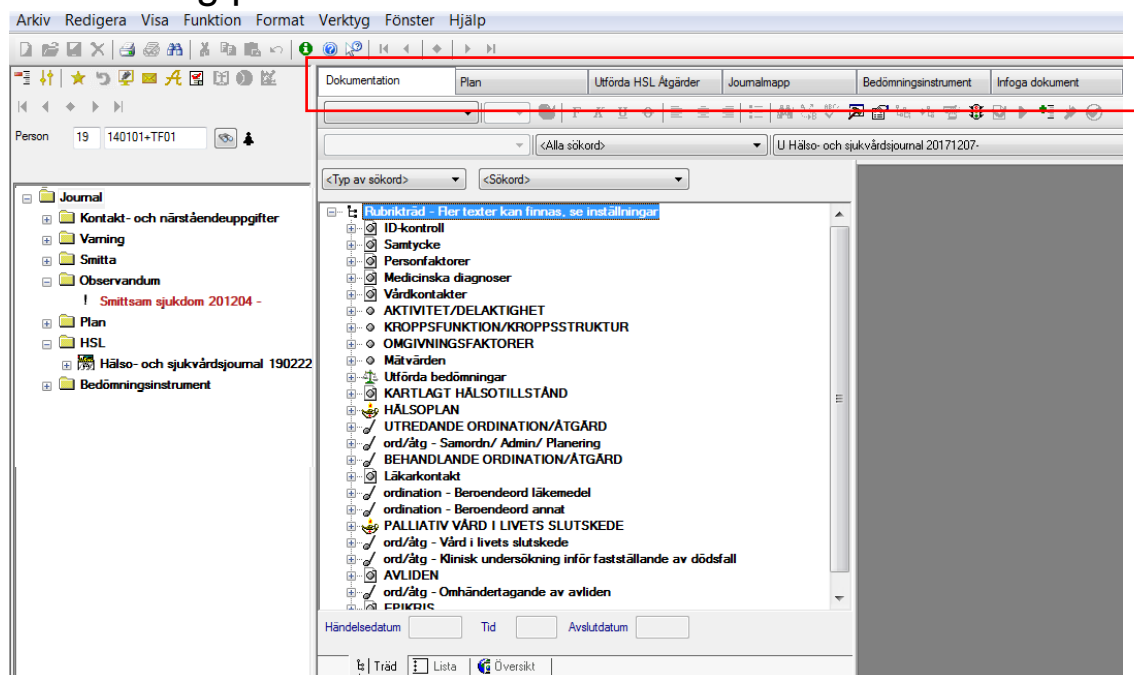 Arkiv Redigera Visa Funktion Format Verktyg Fönster Hjälp
Dokumentation Plan Utförda HSL Åtgärder Journalmapp Bedömningsinstrument Infoga dokument
Person 19 140101+TF01
<Alla sökord> U Hälso- och sjukvårdsjournal 20171207-
<Typ av sökord> <Sökord>
Journal
Kontakt- och närståendeuppgifter
Varning
Smitta
Observandum
! Smittsam sjukdom 201204 -
Plan
HSL
Hälso- och sjukvårdsjournal 190222
Bedömningsinstrument
Rubrikträd - Fler texter kan finnas, se inställningar
ID-kontroll
Samtycke
Personfaktorer
Medicinska diagnoser
Vårdkontakter
AKTIVITET/DELAKTIGHET
KROPPSFUNKTION/KROPPSSTRUKTUR
OMGIVNINGSFAKTORER
Mätvärden
Utförda bedömningar
KARTLAGT HÄLSOTILLSTÅND
HÄLSOPLAN
UTREDANDE ORDINATION/ÅTGÄRD
ord/åtg - Samordn/ Admin/ Planering
BEHANDLANDE ORDINATION/ÅTGÄRD
Läkarkontakt
ordination - Beroendeord läkemedel
ordination - Beroendeord annat
PALLIATIV VÅRD I LIVETS SLUTSKEDE
ord/åtg - Vård i livets slutskede
ord/åtg - Klinisk undersökning inför fastställande av dödsfall
AVLIDEN
ord/åtg - Omhändertagande av avliden
EPIKRIS
Händelsedatum Tid Avslutdatum
Träd Lista Översikt